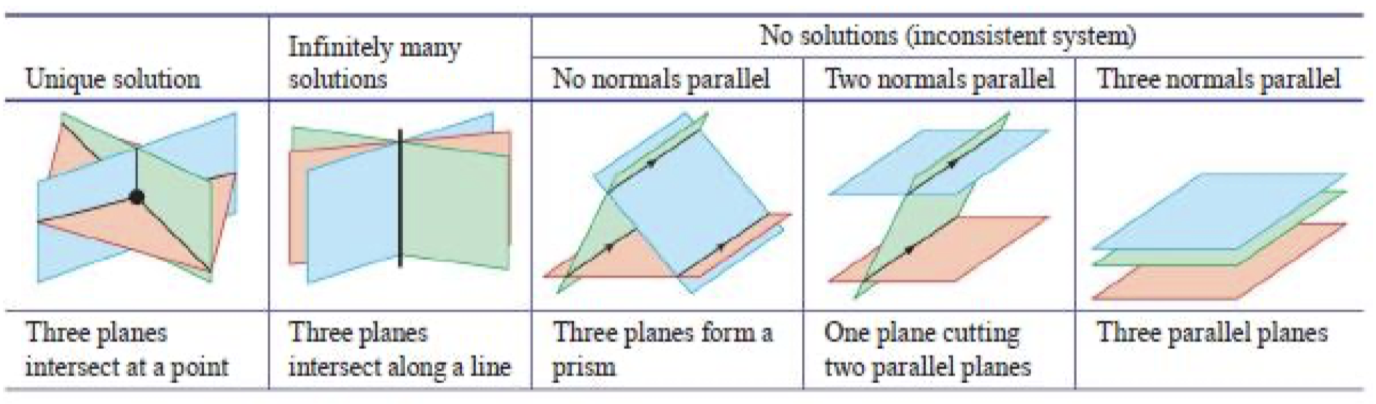 No solutions (inconsistent system)
Infinitely many
Unique solution
solutions
No normals parallel
Two normals parallel
Three normals parallel
Three planes
intersect at a point
Three planes
intersect along a line
Three planes form a
prism
One plane cutting
two parallel planes
Three parallel planes